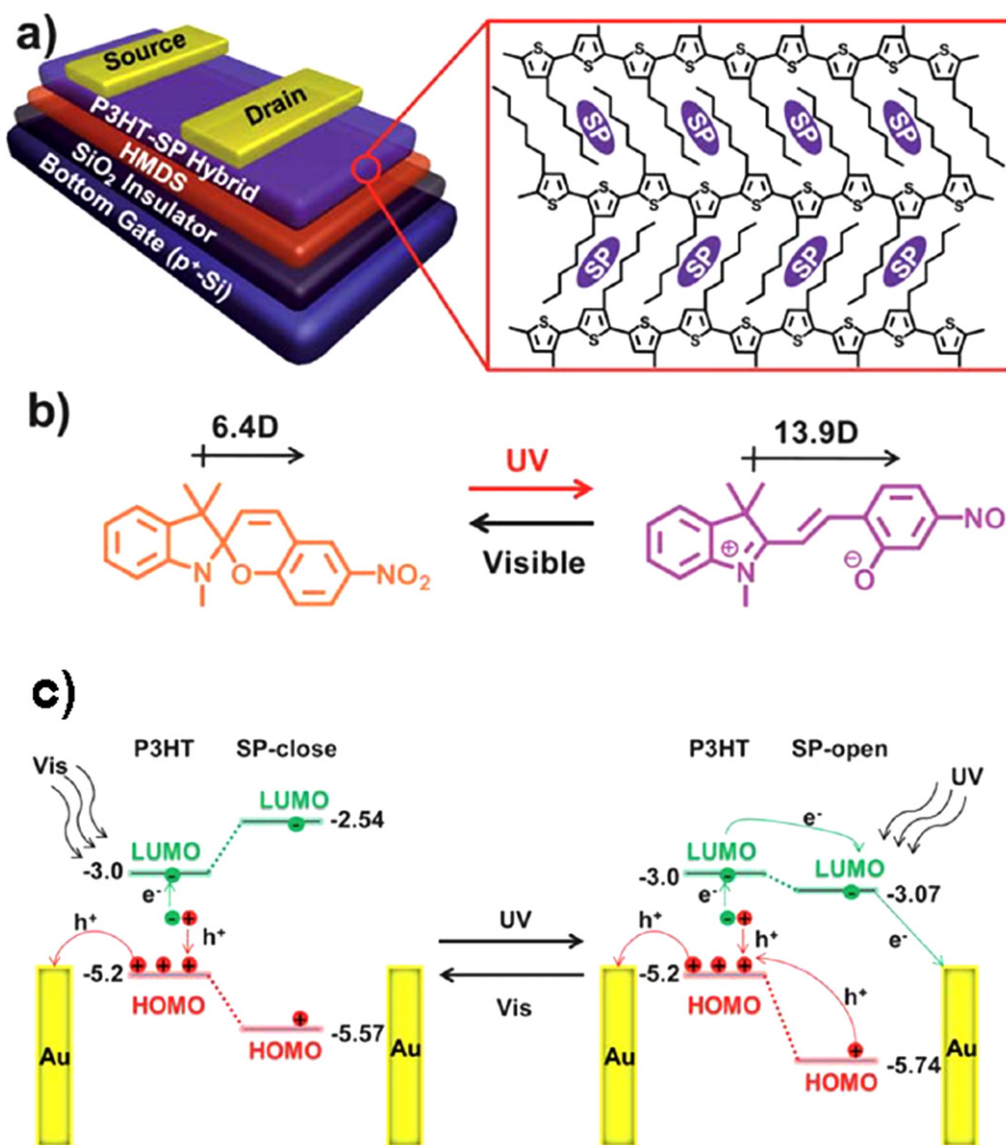 a)
Source
Drain
P3HT-SP Hybrid
HMDS
SiO₂ Insulator
Bottom Gate (p⁺-Si)
S S S S S S S S
SP SP SP SP
S S S S S S S S
SP SP SP SP
S S S S S S S S
b)
6.4D
UV
Visible
13.9D
N
O
NO₂
⊕
N
⊖
O
NO
c)
Vis
P3HT
SP-close
LUMO
-2.54
LUMO
-3.0
e⁻
h⁺
h⁺
-5.2
HOMO
-5.57
HOMO
Au
Au
UV
Vis
P3HT
SP-open
UV
e⁻
LUMO
LUMO
-3.0
-3.07
e⁻
e⁻
h⁺
h⁺
h⁺
-5.2
HOMO
-5.74
HOMO
Au
Au